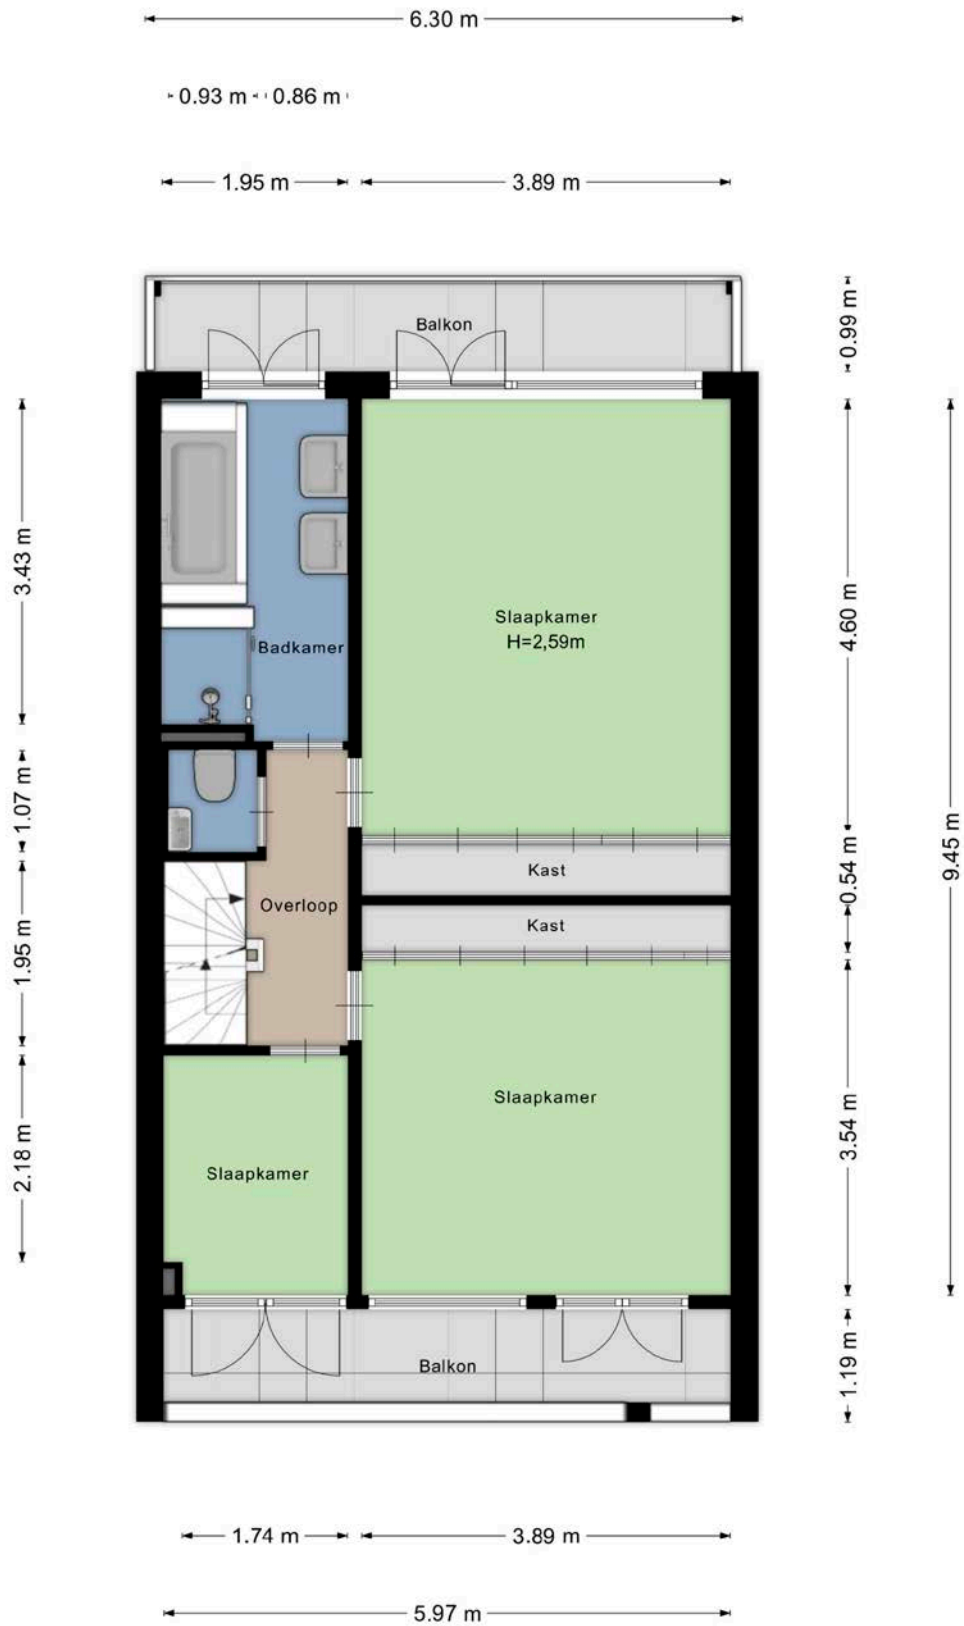 6.30 m
0.93 m
0.86 m
1.95 m
3.89 m
Balkon
0.99 m
3.43 m
Slaapkamer
H=2,59m
4.60 m
Badkamer
1.07 m
Kast
0.54 m
9.45 m
Overloop
Kast
1.95 m
Slaapkamer
3.54 m
2.18 m
Slaapkamer
Balkon
1.19 m
1.74 m
3.89 m
5.97 m